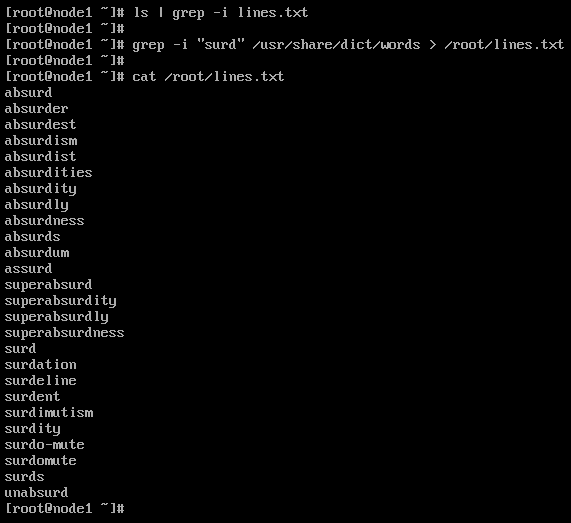 [root@node1 ~]# ls | grep -i lines.txt
[root@node1 ~]#
[root@node1 ~]# grep -i "surd" /usr/share/dict/words > /root/lines.txt
[root@node1 ~]#
[root@node1 ~]# cat /root/lines.txt
absurd
absurder
absurdest
absurdism
absurdist
absurdities
absurdity
absurdly
absurdness
absurds
absurdum
assurd
superabsurd
superabsurdity
superabsurdly
superabsurdness
surd
surdation
surdeline
surdent
surdimutism
surdity
surdo-mute
surdomute
surds
unabsurd
[root@node1 ~]#